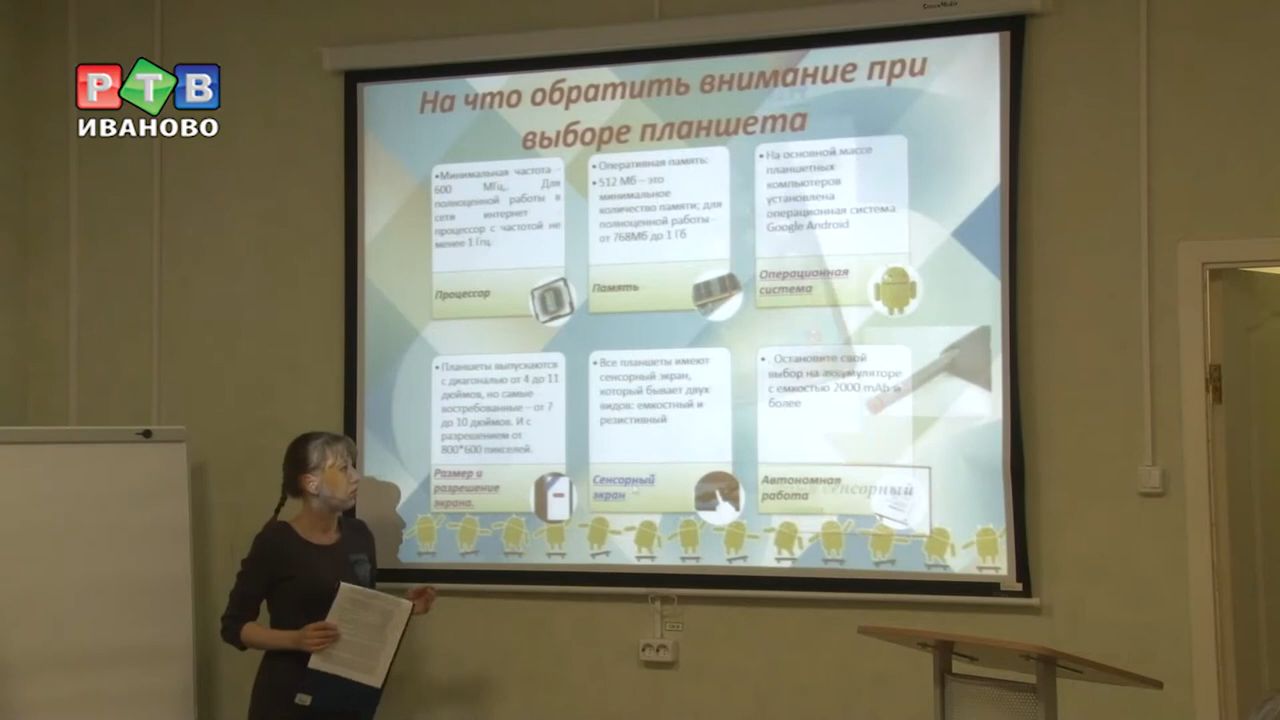 РТВ
ИВАНОВО
На что обратить внимание при
выборе планшета
•Минимальная частота –
600 МГц. Для
полноценной работы в
сети интернет
процессор с частотой не
менее 1 Ггц.
Процессор
• Оперативная память:
• 512 Мб – это
минимальное
количество памяти; для
полноценной работы -
от 768Мб до 1 Гб
Память
• На основной массе
планшетных
компьютеров
установлена
операционная система
Google Android
Операционная
система
• Планшеты выпускаются
с диагональю от 4 до 11
дюймов, но самые
востребованные – от 7
до 10 дюймов. И с
разрешением от
800*600 пикселей.
Размер и
разрешение
экрана.
• Все планшеты имеют
сенсорный экран,
который бывает двух
видов: емкостный и
резистивный
Сенсорный
экран
• Остановите свой
выбор на аккумуляторе
с емкостью 2000 mAh и
более
Автономная
работа
сенсорный